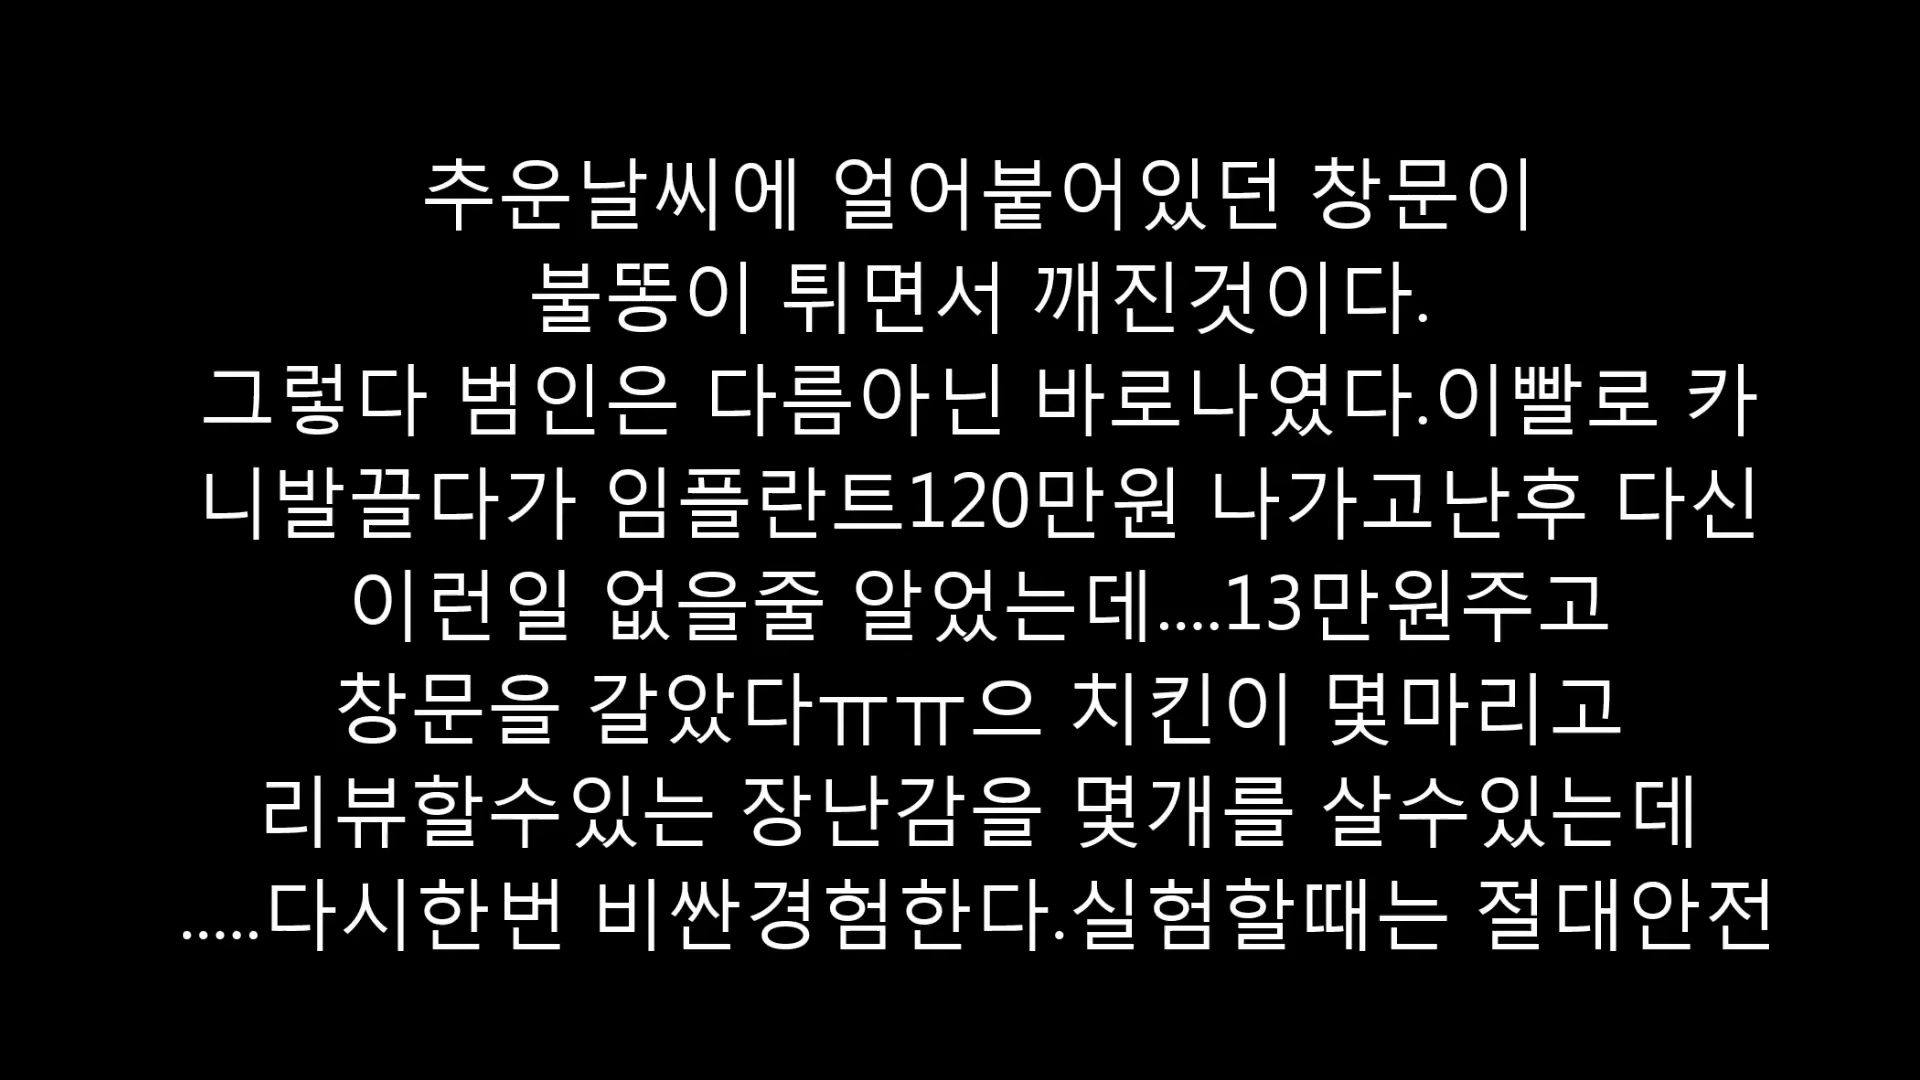 추운날씨에 얼어붙어있던 창문이
불똥이 튀면서 깨진것이다.
그렇다 범인은 다름아닌 바로나였다.이빨로 카
니발끌다가 임플란트120만원 나가고난후 다신
이런일 없을줄 알었는데....13만원주고
창문을 갈았다ㅠㅠ으 치킨이 몇마리고
리뷰할수있는 장난감을 몇개를 살수있는데
.....다시한번 비싼경험한다.실험할때는 절대안전